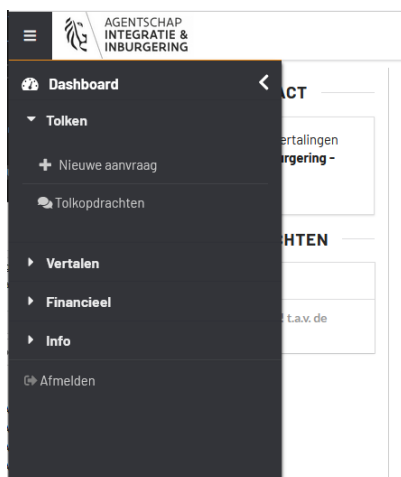 AGENTSCHAP
INTEGRATIE &
INBURGERING
Dashboard
ACT
Tolken
ertalingen
urgering -
Nieuwe aanvraag
Tolkopdrachten
HTEN
Vertalen
Financieel
t.a.v. de
Info
Afmelden